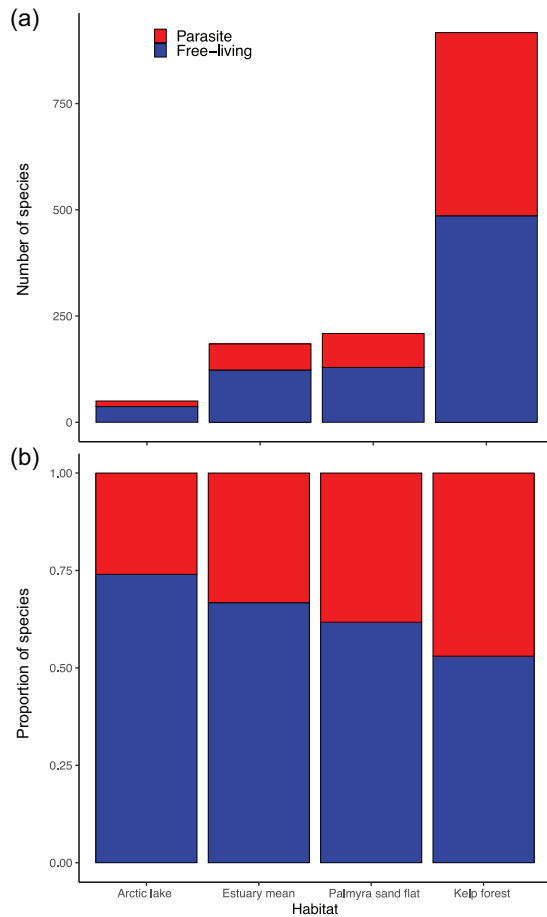 (a)
Parasite
Free-living
Number of species
750
500
250
0
(b)
Proportion of species
1.00
0.75
0.50
0.25
0.00
Arctic lake
Estuary mean
Palmyra sand flat
Kelp forest
Habitat